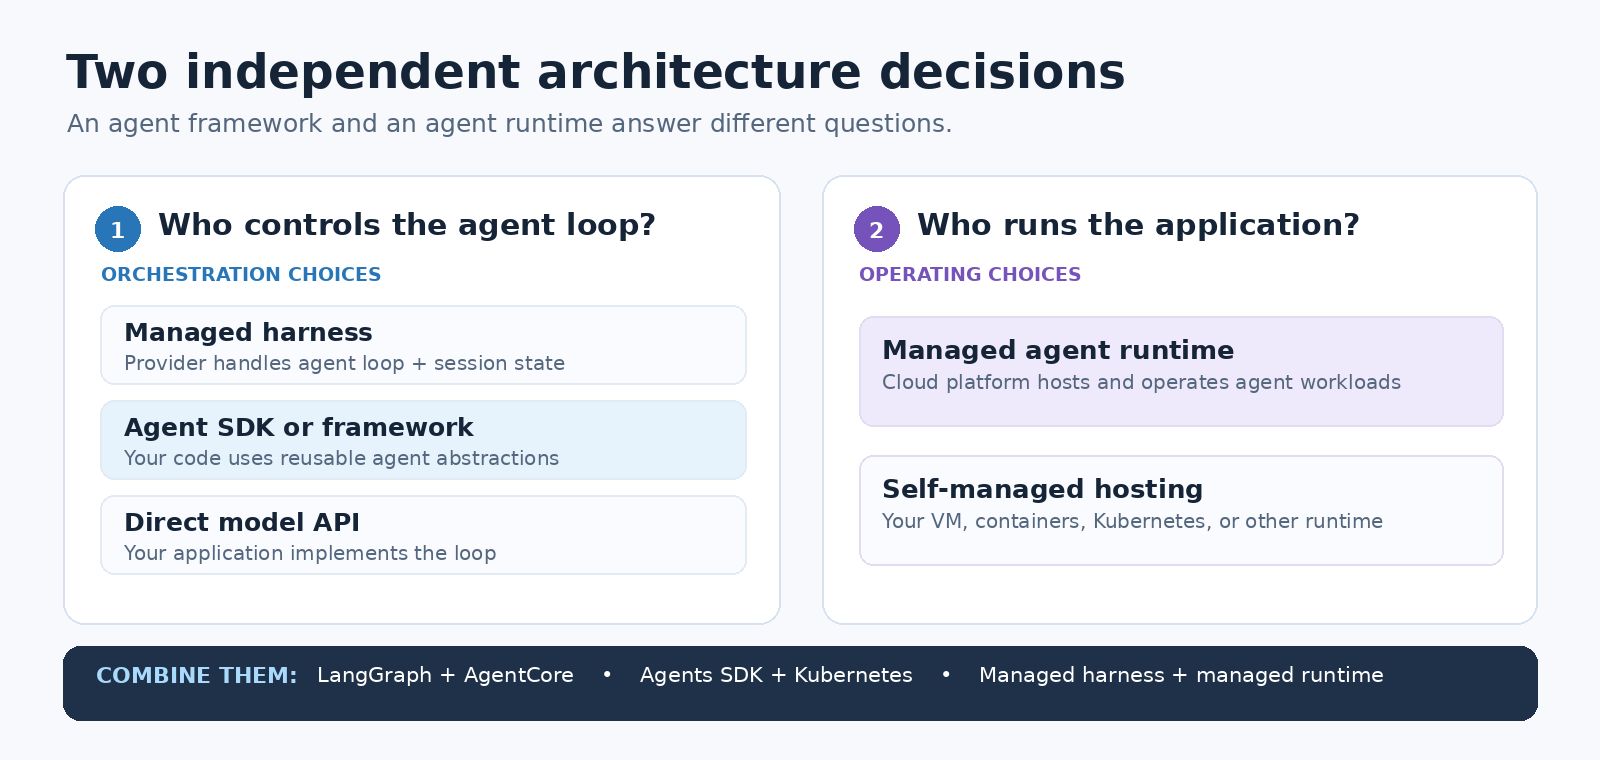 Two independent architecture decisions
An agent framework and an agent runtime answer different questions.
1 Who controls the agent loop?
ORCHESTRATION CHOICES
Managed harness
Provider handles agent loop + session state
Agent SDK or framework
Your code uses reusable agent abstractions
Direct model API
Your application implements the loop
2 Who runs the application?
OPERATING CHOICES
Managed agent runtime
Cloud platform hosts and operates agent workloads
Self-managed hosting
Your VM, containers, Kubernetes, or other runtime
COMBINE THEM: LangGraph + AgentCore • Agents SDK + Kubernetes • Managed harness + managed runtime